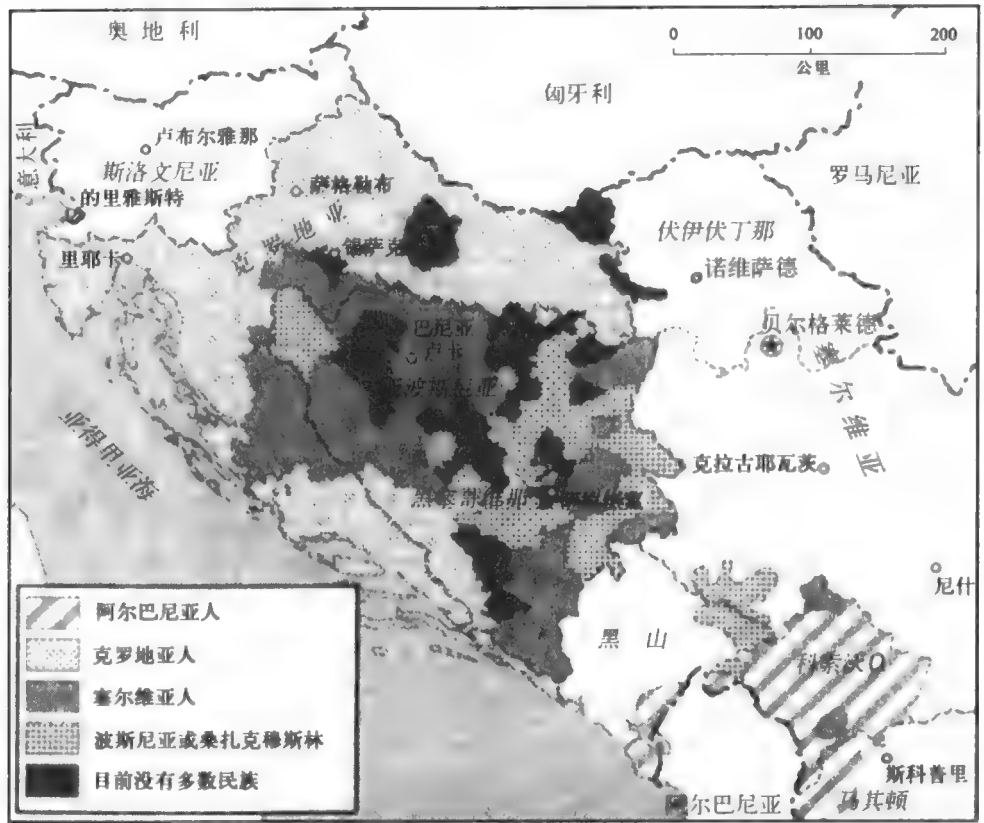 奥地利
0 100 200
公里
匈牙利
意大利
卢布尔雅那
斯洛文尼亚
的里雅斯特
萨格勒布
罗马尼亚
克罗地亚
锡萨克
里耶卡
伏伊伏丁那
诺维萨德
贝尔格莱德
塞尔维亚
巴尼亚
卢卡
亚得里亚海
克拉古耶瓦茨
黑塞哥维那
尼什
黑山
科索沃
斯科普里
阿尔巴尼亚
马其顿
阿尔巴尼亚人
克罗地亚人
塞尔维亚人
波斯尼亚或桑扎克穆斯林
目前没有多数民族